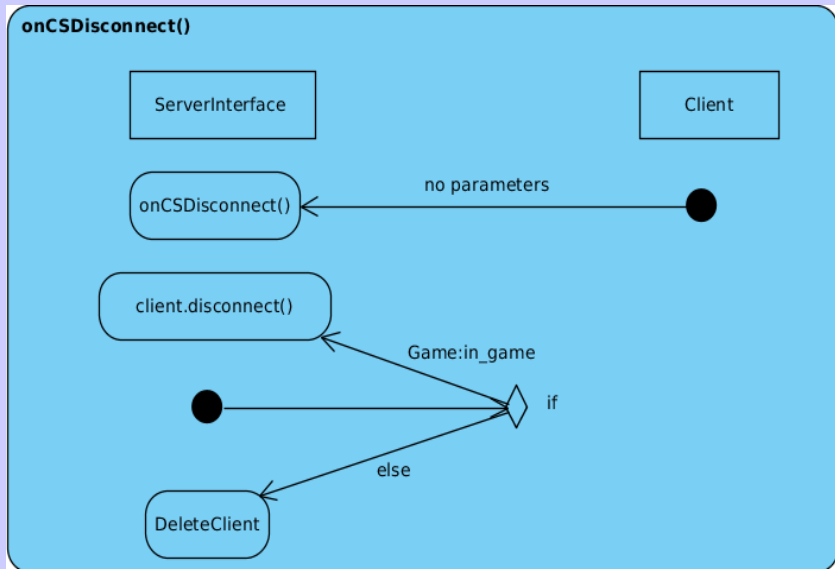 onCSDisconnect()
ServerInterface
Client
no parameters
onCSDisconnect()
client.disconnect()
Game:in_game
if
else
DeleteClient